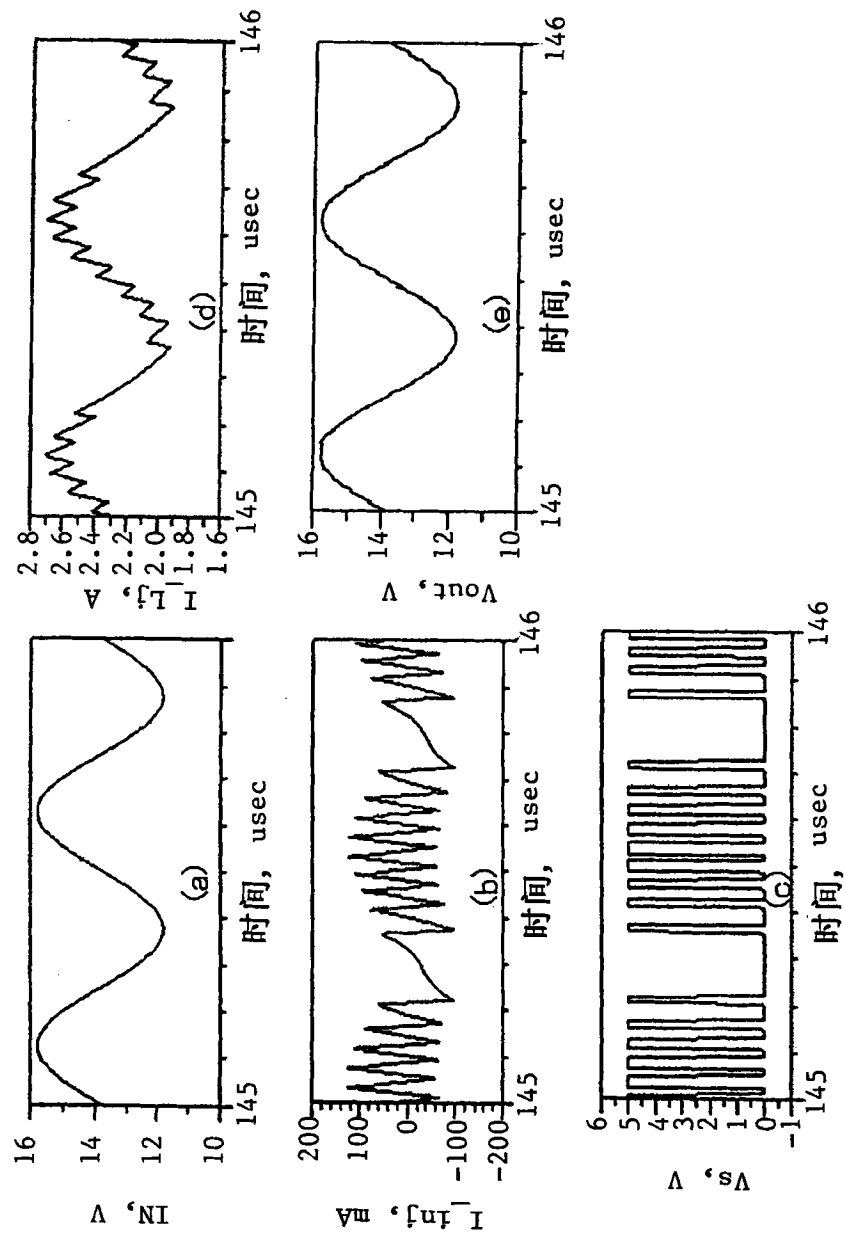 16
14
12
10
IN, V
145
146
时间, usec
(a)
200
100
0
-100
-200
I_inj, mA
145
146
时间, usec
(b)
6
5
4
3
2
1
0
-1
Vs, V
145
146
时间, usec
(c)
2.8
2.6
2.4
2.2
2.0
1.8
1.6
I_Lj, A
145
146
时间, usec
(d)
16
14
12
10
Vout, V
145
146
时间, usec
(e)